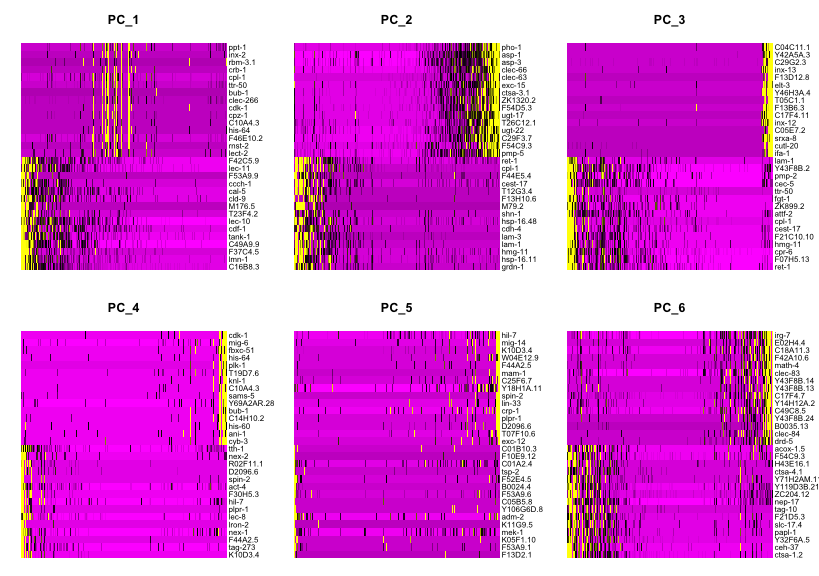 PC_1
ppt-1
inx-2
rbm-3.1
crb-1
cpl-1
ttr-50
bub-1
clec-266
cdk-1
cpz-1
C10A4.3
his-64
F46E10.2
mst-2
lect-2
F42C5.9
lec-11
F53A9.9
ccch-1
cal-5
cld-9
M176.5
T23F4.2
lec-10
cdf-1
tank-1
C49A9.9
F37C4.5
lmn-1
C16B8.3
PC_2
pho-1
asp-1
asp-3
clec-66
clec-63
exc-15
ctsa-3.1
ZK1320.2
F54D5.3
ugt-17
T26C12.1
ugt-22
C29F3.7
F54C9.3
pmp-5
ret-1
cpl-1
F44E5.4
cest-17
T12G3.4
F13H10.6
M79.2
shn-1
hsp-16.48
cdh-4
lam-3
lam-1
hmg-11
hsp-16.11
grdn-1
PC_3
C04C11.1
Y42A5A.3
C29G2.3
inx-13
F13D12.8
elt-3
Y46H3A.4
T05C1.1
F13B6.3
C17F4.11
inx-12
C05E7.2
srxa-8
cutl-20
ifa-1
lam-1
Y43F8B.2
pmp-2
cec-5
ttr-50
fgt-1
ZK899.2
attf-2
cpl-1
cest-17
F21C10.10
hmg-11
cpr-6
F07H5.13
ret-1
PC_4
cdk-1
mig-6
fbxc-51
his-64
plk-1
T19D7.6
knl-1
C10A4.3
sams-5
Y69A2AR.28
bub-1
C14H10.2
his-60
ani-1
cyb-3
tth-1
nex-2
R02F11.1
D2096.6
spin-2
act-4
F30H5.3
hil-7
plpr-1
lec-8
lron-2
nex-1
F44A2.5
tag-273
K10D3.4
PC_5
hil-7
mig-14
K10D3.4
W04E12.9
F44A2.5
mam-1
C25F6.7
Y18H1A.11
spin-2
lin-33
crp-1
plpr-1
D2096.6
T07F10.6
exc-12
C01B10.3
F10E9.12
C01A2.4
tsp-2
F52E4.5
B0024.4
F53A9.6
C05B5.8
Y106G6D.8
adm-2
K11G9.5
mek-1
K05F1.10
F53A9.1
F13D2.1
PC_6
irg-7
E02H4.4
C18A11.3
F42A10.6
math-4
clec-83
Y43F8B.14
Y43F8B.13
C17F4.7
Y14H12A.2
C49C8.5
Y43F8B.24
B0035.13
clec-84
drd-5
acox-1.5
F54C9.3
H43E16.1
ctsa-4.1
Y71H2AM.1
Y119D3B.21
ZC204.12
nep-17
tag-10
F21D5.3
slc-17.4
papl-1
Y32F6A.5
ceh-37
ctsa-1.2